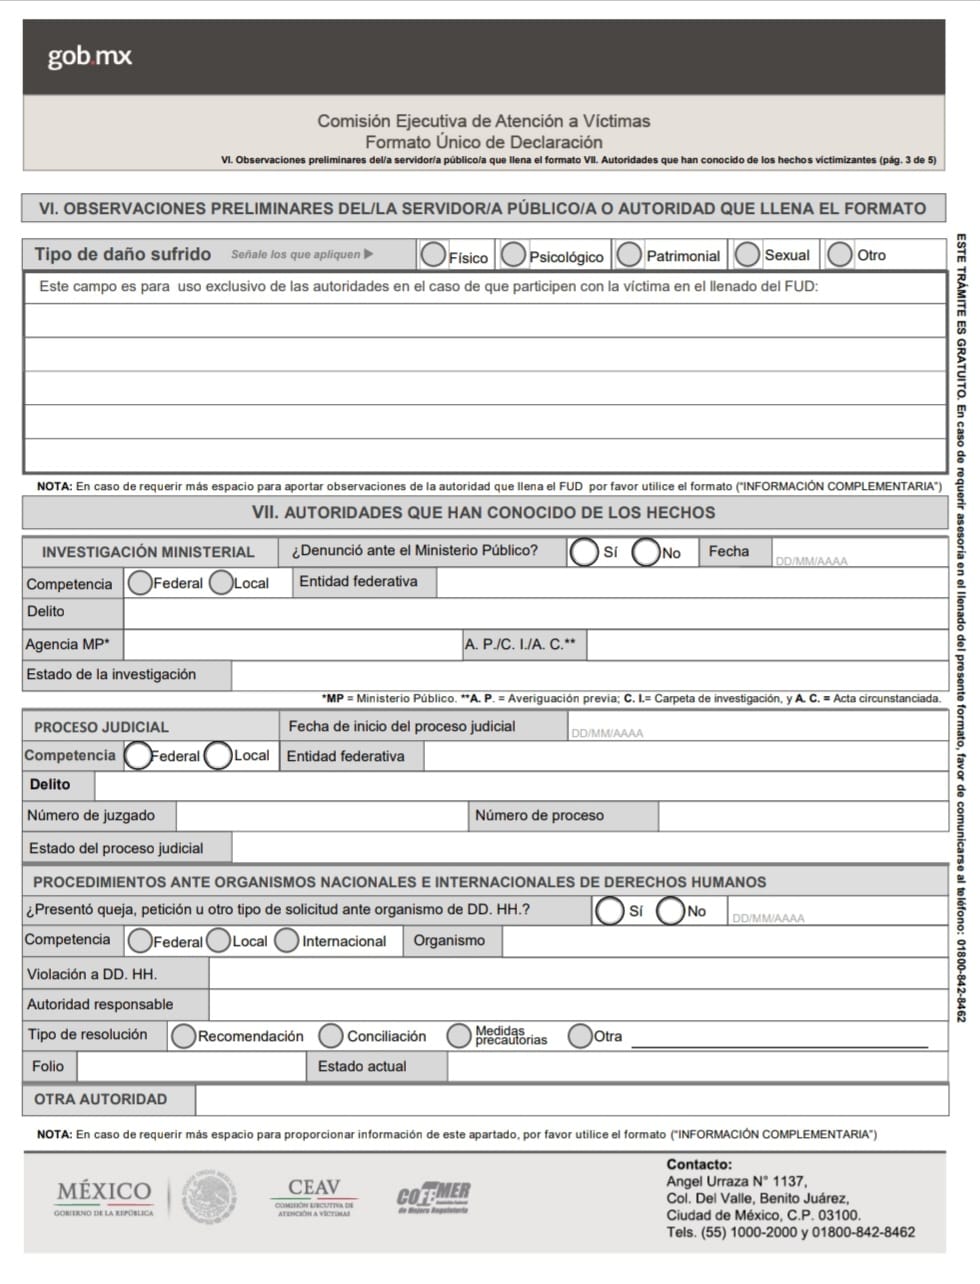 gob.mx
Comisión Ejecutiva de Atención a Víctimas
Formato Único de Declaración
VI. Observaciones preliminares del/a servidor/a público/a que llena el formato VII. Autoridades que han conocido de los hechos victimizantes (pág. 3 de 5)
VI. OBSERVACIONES PRELIMINARES DEL/LA SERVIDOR/A PÚBLICO/A O AUTORIDAD QUE LLENA EL FORMATO
Tipo de daño sufrido Señale los que apliquen ▶ Físico Psicológico Patrimonial Sexual Otro
Este campo es para uso exclusivo de las autoridades en el caso de que participen con la víctima en el llenado del FUD:
NOTA: En caso de requerir más espacio para aportar observaciones de la autoridad que llena el FUD por favor utilice el formato ("INFORMACIÓN COMPLEMENTARIA")
VII. AUTORIDADES QUE HAN CONOCIDO DE LOS HECHOS
INVESTIGACIÓN MINISTERIAL ¿Denunció ante el Ministerio Público? Sí No Fecha DD/MM/AAAA
Competencia Federal Local Entidad federativa
Delito
Agencia MP* A. P./C. I./A. C.**
Estado de la investigación
*MP = Ministerio Público. **A. P. = Averiguación previa; C. I.= Carpeta de investigación, y A. C. = Acta circunstanciada.
PROCESO JUDICIAL Fecha de inicio del proceso judicial DD/MM/AAAA
Competencia Federal Local Entidad federativa
Delito
Número de juzgado Número de proceso
Estado del proceso judicial
PROCEDIMIENTOS ANTE ORGANISMOS NACIONALES E INTERNACIONALES DE DERECHOS HUMANOS
¿Presentó queja, petición u otro tipo de solicitud ante organismo de DD. HH.? Sí No DD/MM/AAAA
Competencia Federal Local Internacional Organismo
Violación a DD. HH.
Autoridad responsable
Tipo de resolución Recomendación Conciliación Medidas precautorias Otra
Folio Estado actual
OTRA AUTORIDAD
NOTA: En caso de requerir más espacio para proporcionar información de este apartado, por favor utilice el formato ("INFORMACIÓN COMPLEMENTARIA")
ESTE TRÁMITE ES GRATUITO. En caso de requerir asesoría en el llenado del presente formato, favor de comunicarse al teléfono: 01800-842-8462
MÉXICO
GOBIERNO DE LA REPÚBLICA
CEAV
COMISIÓN EJECUTIVA DE
ATENCIÓN A VÍCTIMAS
COFEMER
de Mejora Regulatoria
Contacto:
Angel Urraza N° 1137,
Col. Del Valle, Benito Juárez,
Ciudad de México, C.P. 03100.
Tels. (55) 1000-2000 y 01800-842-8462